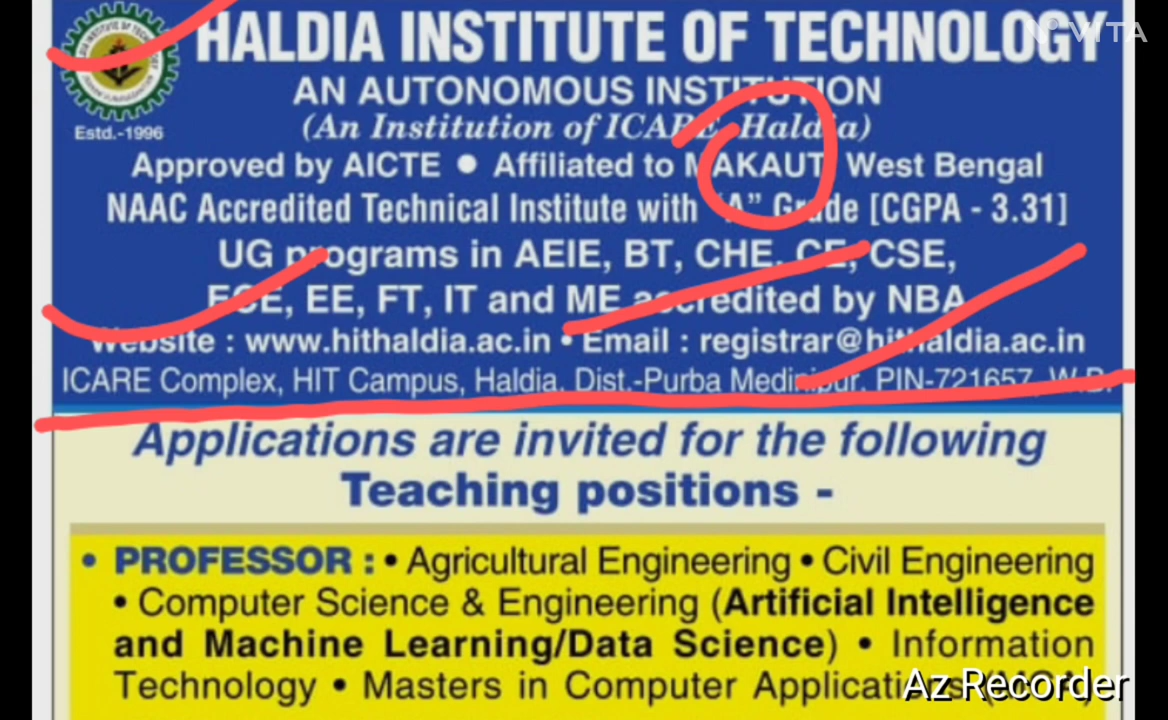 HALDIA INSTITUTE OF TECHNOLOGY
AN AUTONOMOUS INSTITUTION
Estd.-1996
(An Institution of ICARE, Haldia)
Approved by AICTE ● Affiliated to MAKAUT, West Bengal
NAAC Accredited Technical Institute with "A" Grade [CGPA - 3.31]
UG programs in AEIE, BT, CHE, CE, CSE,
ECE, EE, FT, IT and ME accredited by NBA
Website : www.hithaldia.ac.in • Email : registrar@hithaldia.ac.in
ICARE Complex, HIT Campus, Haldia, Dist.-Purba Medinipur, PIN-721657, W.B.
Applications are invited for the following
Teaching positions -
• PROFESSOR : • Agricultural Engineering • Civil Engineering
• Computer Science & Engineering (Artificial Intelligence
and Machine Learning/Data Science) • Information
Technology • Masters in Computer
VITA
Az Recorder